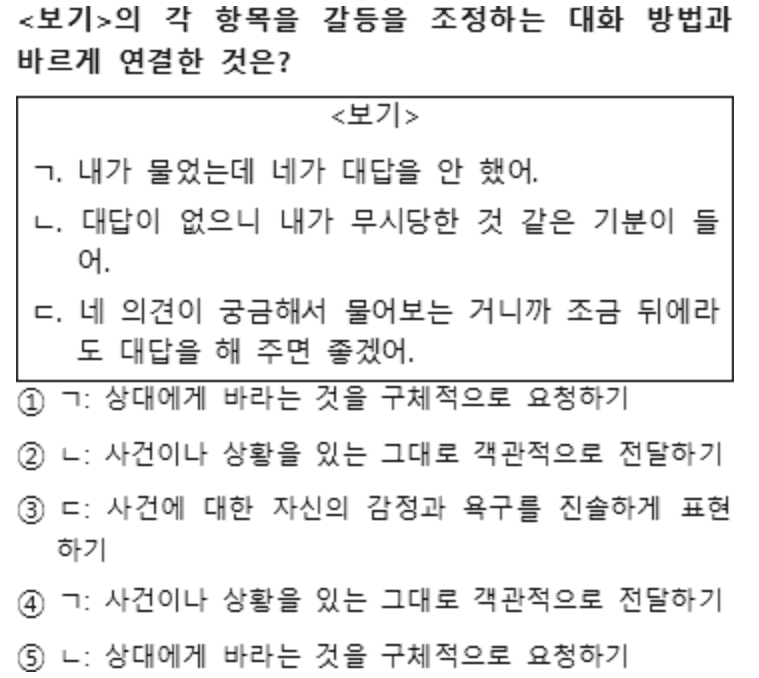 <보기>의 각 항목을 갈등을 조정하는 대화 방법과
바르게 연결한 것은?
<보기>
ㄱ. 내가 물었는데 네가 대답을 안 했어.
ㄴ. 대답이 없으니 내가 무시당한 것 같은 기분이 들
어.
ㄷ. 네 의견이 궁금해서 물어보는 거니까 조금 뒤에라
도 대답을 해 주면 좋겠어.
① ㄱ: 상대에게 바라는 것을 구체적으로 요청하기
② ㄴ: 사건이나 상황을 있는 그대로 객관적으로 전달하기
③ ㄷ: 사건에 대한 자신의 감정과 욕구를 진솔하게 표현
하기
④ ㄱ: 사건이나 상황을 있는 그대로 객관적으로 전달하기
⑤ ㄴ: 상대에게 바라는 것을 구체적으로 요청하기